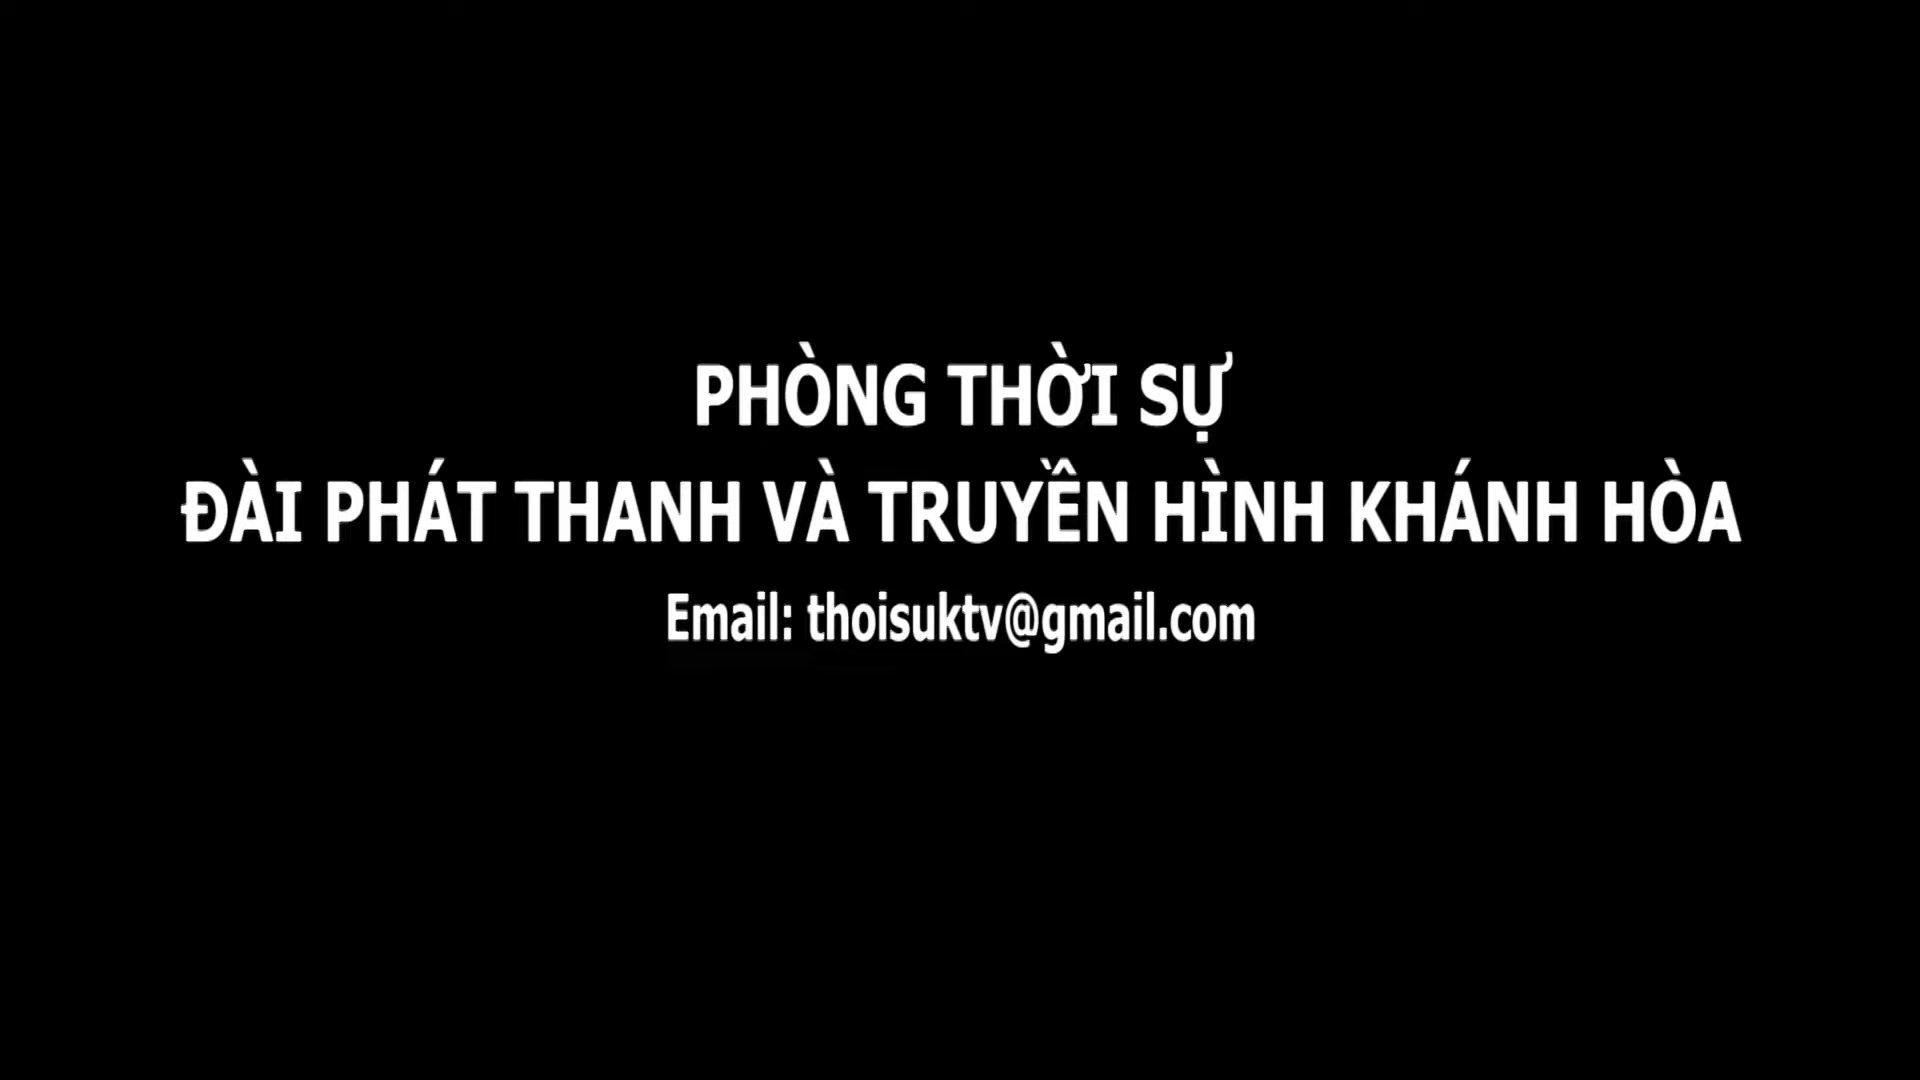 PHÒNG THỜI SỰ
ĐÀI PHÁT THANH VÀ TRUYỀN HÌNH KHÁNH HÒA
Email: thoisuktv@gmail.com